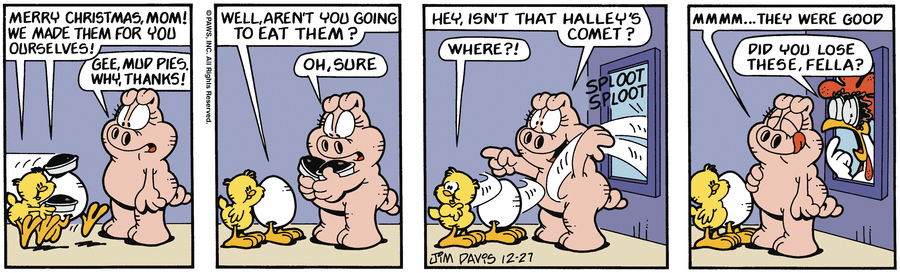 MERRY CHRISTMAS, MOM!
WE MADE THEM FOR YOU
OURSELVES!
GEE, MUD PIES.
WHY, THANKS!
© PAWS, INC. All Rights Reserved.
WELL, AREN'T YOU GOING
TO EAT THEM?
OH, SURE
HEY, ISN'T THAT HALLEY'S
COMET?
WHERE?!
SPLOOT
SPLOOT
JIM DAVIS 12-27
MMMM...THEY WERE GOOD
DID YOU LOSE
THESE, FELLA?